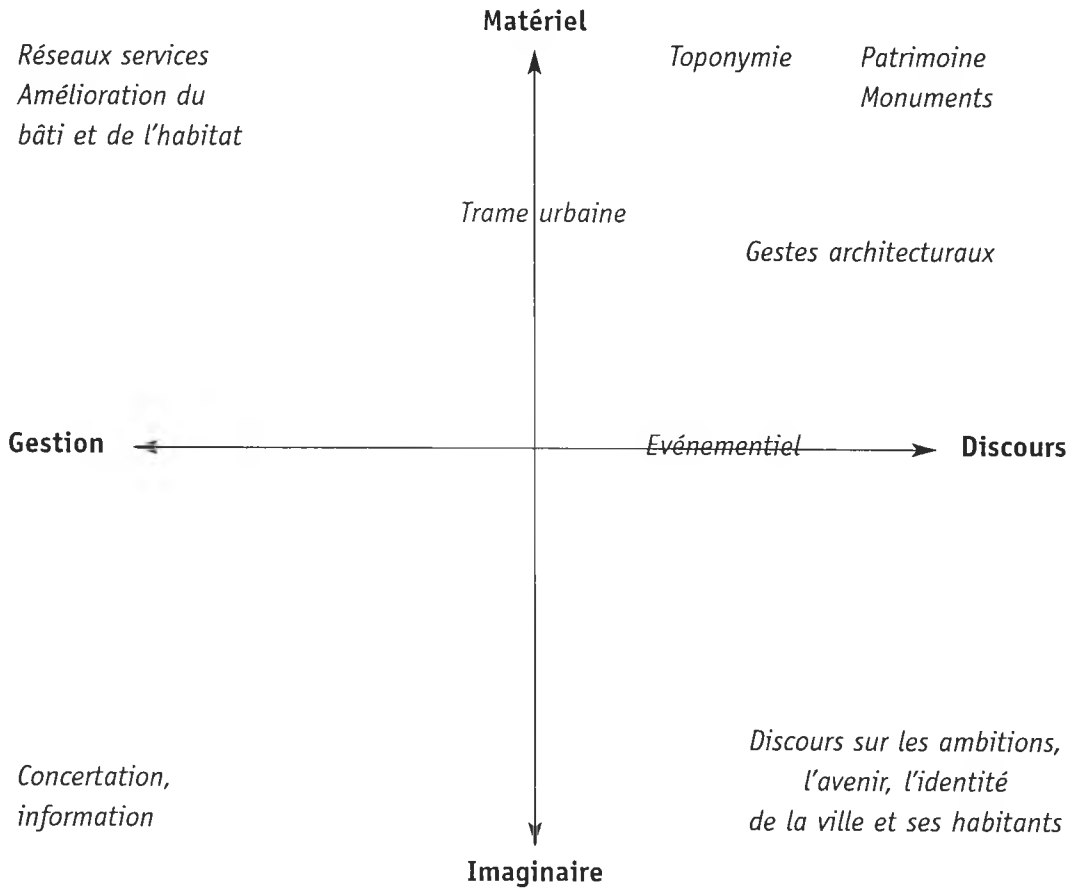 Matériel
Réseaux services
Amélioration du
bâti et de l'habitat
Toponymie
Patrimoine
Monuments
Trame urbaine
Gestes architecturaux
Gestion
Evénementiel
Discours
Concertation,
information
Discours sur les ambitions,
l'avenir, l'identité
de la ville et ses habitants
Imaginaire